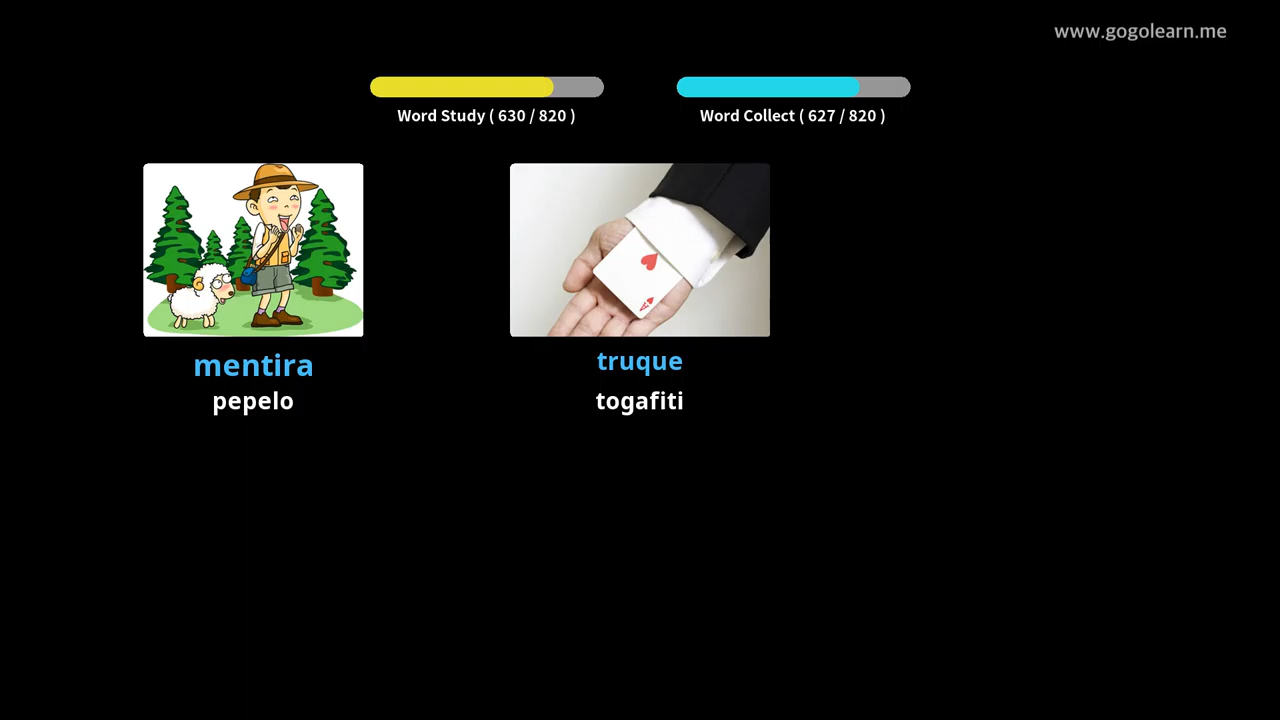 www.gogolearn.me
Word Study ( 630 / 820 )
Word Collect ( 627 / 820 )
mentira
pepelo
truque
togafiti